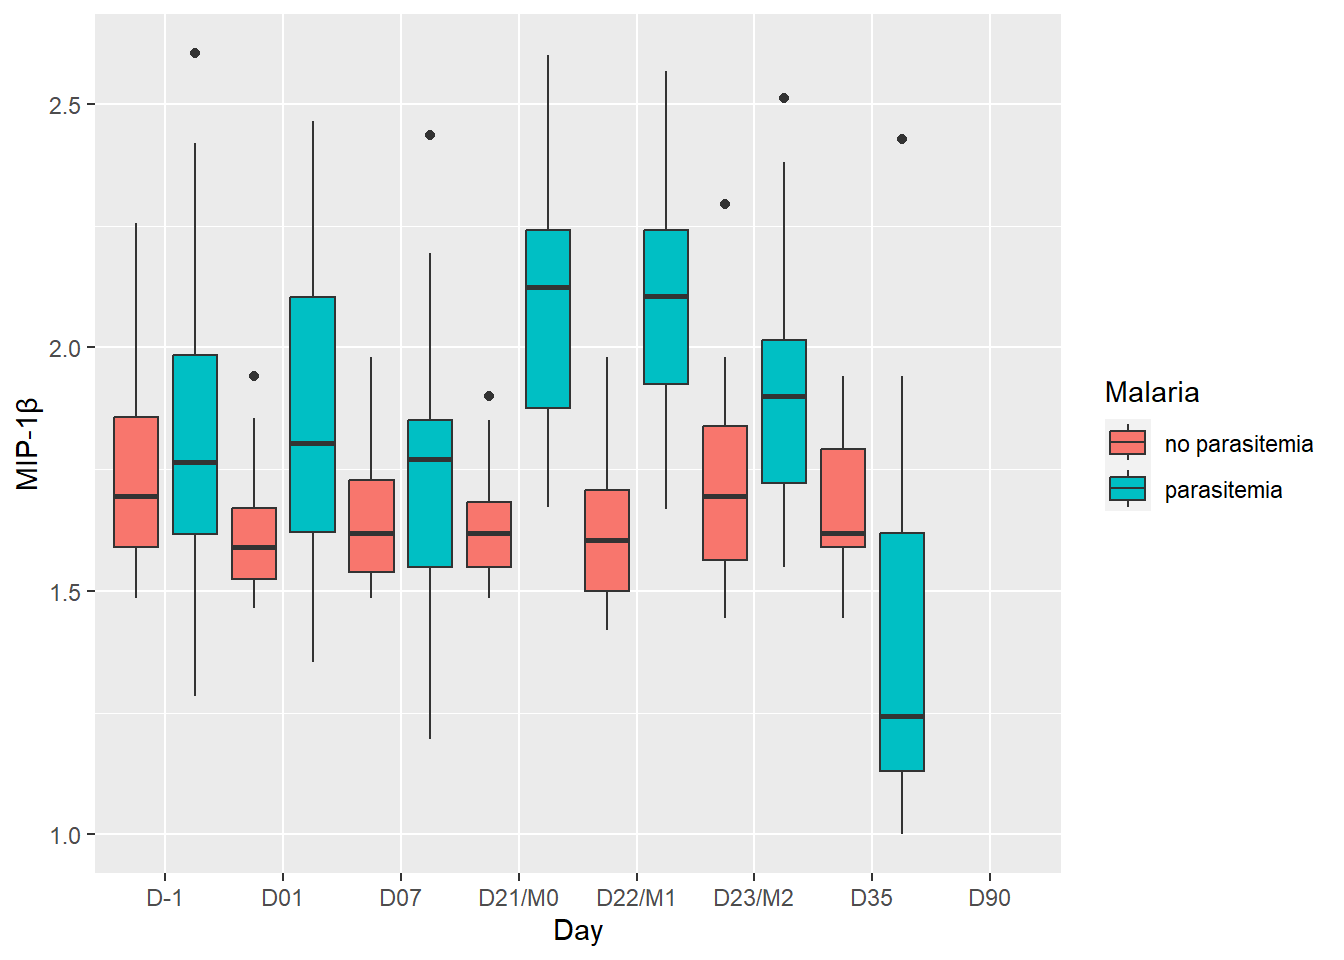 MIP-1β
2.5
2.0
1.5
1.0
D-1 D01 D07 D21/M0 D22/M1 D23/M2 D35 D90
Day
Malaria
no parasitemia
parasitemia